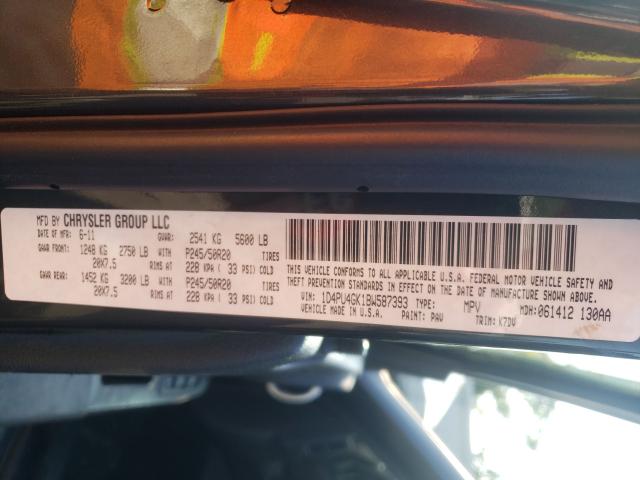 MFD BY CHRYSLER GROUP LLC
DATE OF MFR: 6-11 GVWR: 2541 KG 5600 LB
GAWR FRONT: 1248 KG 2750 LB WITH P245/50R20 TIRES
20X7.5 RIMS AT 228 KPA ( 33 PSI) COLD
GAWR REAR: 1452 KG 3200 LB WITH P245/50R20 TIRES
20X7.5 RIMS AT 228 KPA ( 33 PSI) COLD
THIS VEHICLE CONFORMS TO ALL APPLICABLE U.S.A. FEDERAL MOTOR VEHICLE SAFETY
AND THEFT PREVENTION STANDARDS IN EFFECT ON THE DATE OF MANUFACTURE SHOWN ABOVE.
VIN: 1D4PU4GK1BW587393 TYPE: MPV MDH: 061412 130AA
MADE IN U.S.A. PAINT: PAV TRIM: K7DV